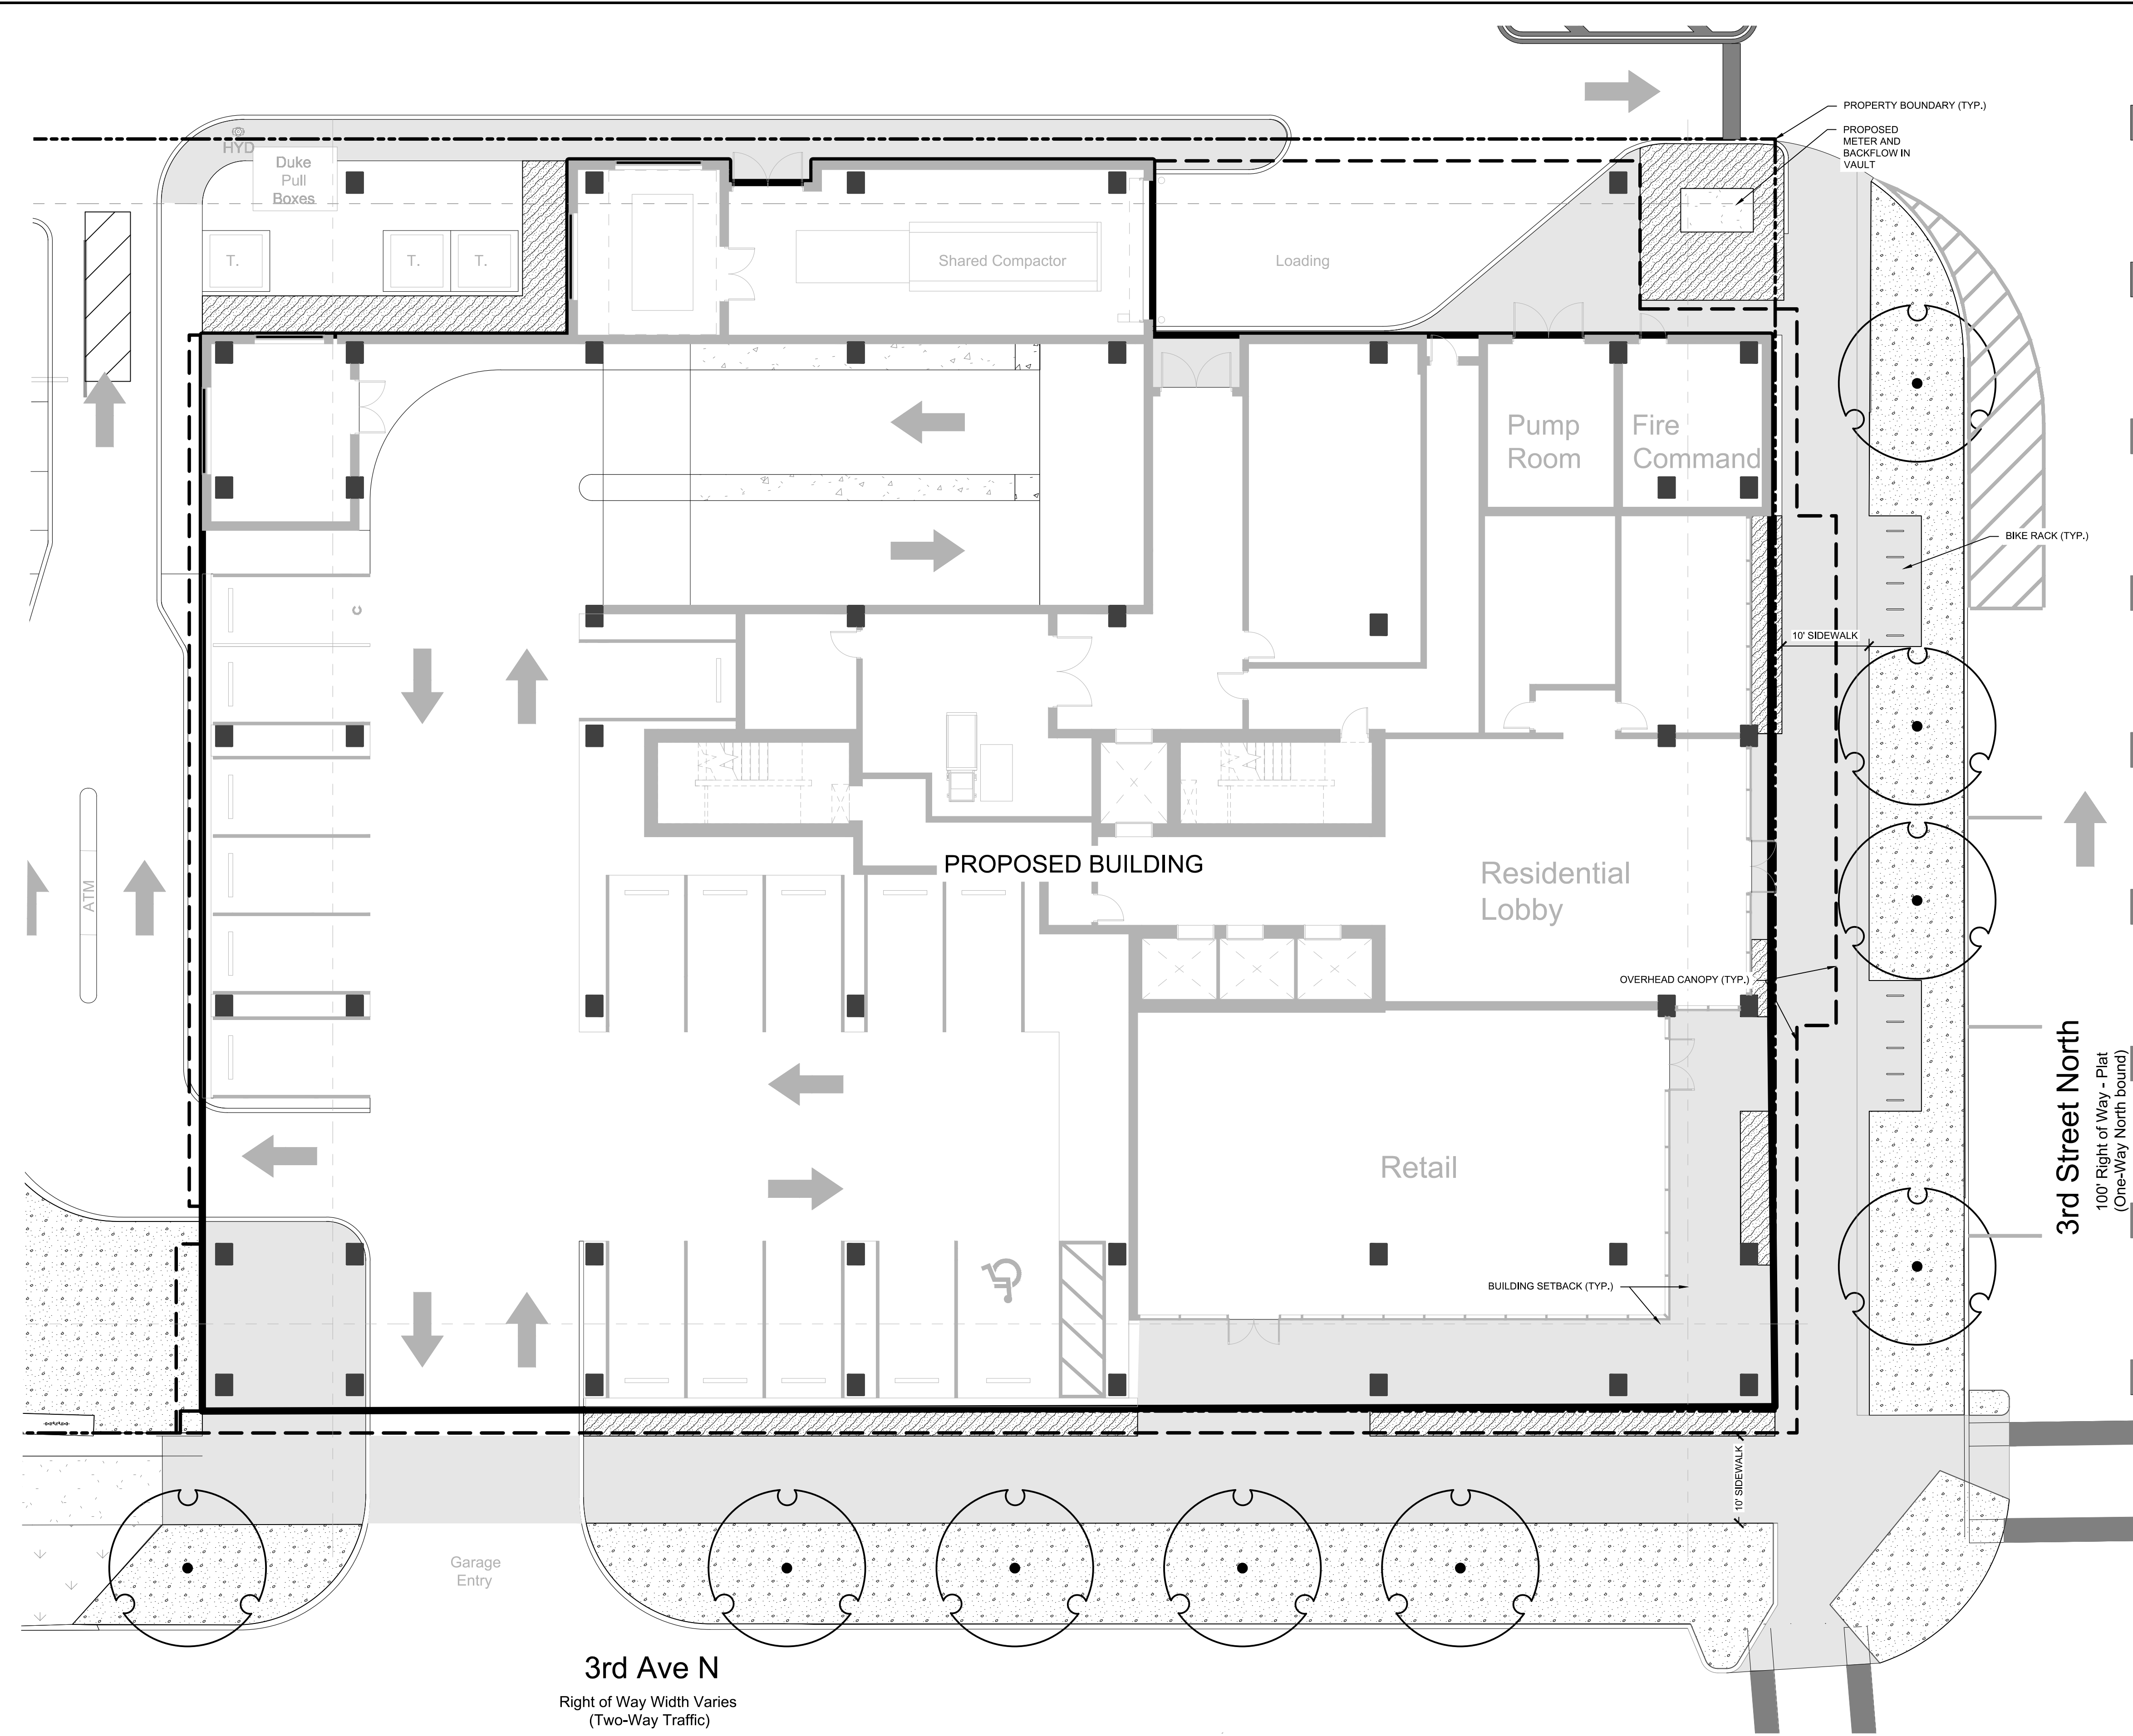 PROPERTY BOUNDARY (TYP.)
PROPOSED
METER AND
BACKFLOW IN
VAULT
HYD
Duke
Pull
Boxes
T.
T.
T.
Shared Compactor
Loading
Pump
Room
Fire
Command
BIKE RACK (TYP.)
10' SIDEWALK
C
ATM
PROPOSED BUILDING
Residential
Lobby
OVERHEAD CANOPY (TYP.)
3rd Street North
100' Right of Way - Plat
(One-Way North bound)
Retail
BUILDING SETBACK (TYP.)
10' SIDEWALK
Garage
Entry
3rd Ave N
Right of Way Width Varies
(Two-Way Traffic)